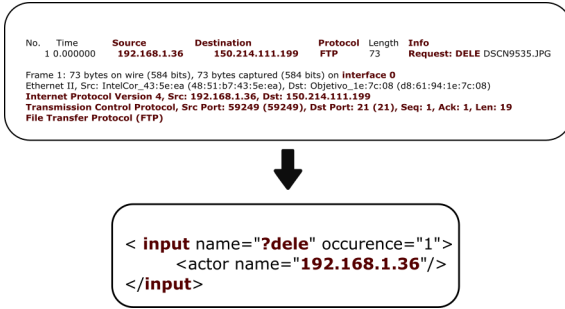 No. Time Source Destination Protocol Length Info
1 0.000000 192.168.1.36 150.214.111.199 FTP 73 Request: DELE DSCN9535.JPG
Frame 1: 73 bytes on wire (584 bits), 73 bytes captured (584 bits) on interface 0
Ethernet II, Src: IntelCor_43:5e:ea (48:51:b7:43:5e:ea), Dst: Objetivo_1e:7c:08 (d8:61:94:1e:7c:08)
Internet Protocol Version 4, Src: 192.168.1.36, Dst: 150.214.111.199
Transmission Control Protocol, Src Port: 59249 (59249), Dst Port: 21 (21), Seq: 1, Ack: 1, Len: 19
File Transfer Protocol (FTP)
< input name="?dele" occurence="1">
<actor name="192.168.1.36"/>
</input>